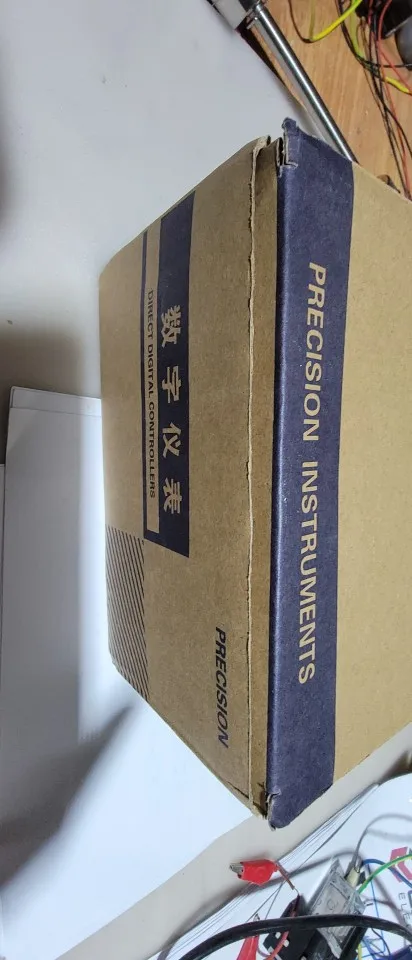 PRECISION INSTRUMENTS
数字仪表
DIRECT DIGITAL CONTROLLERS
PRECISION